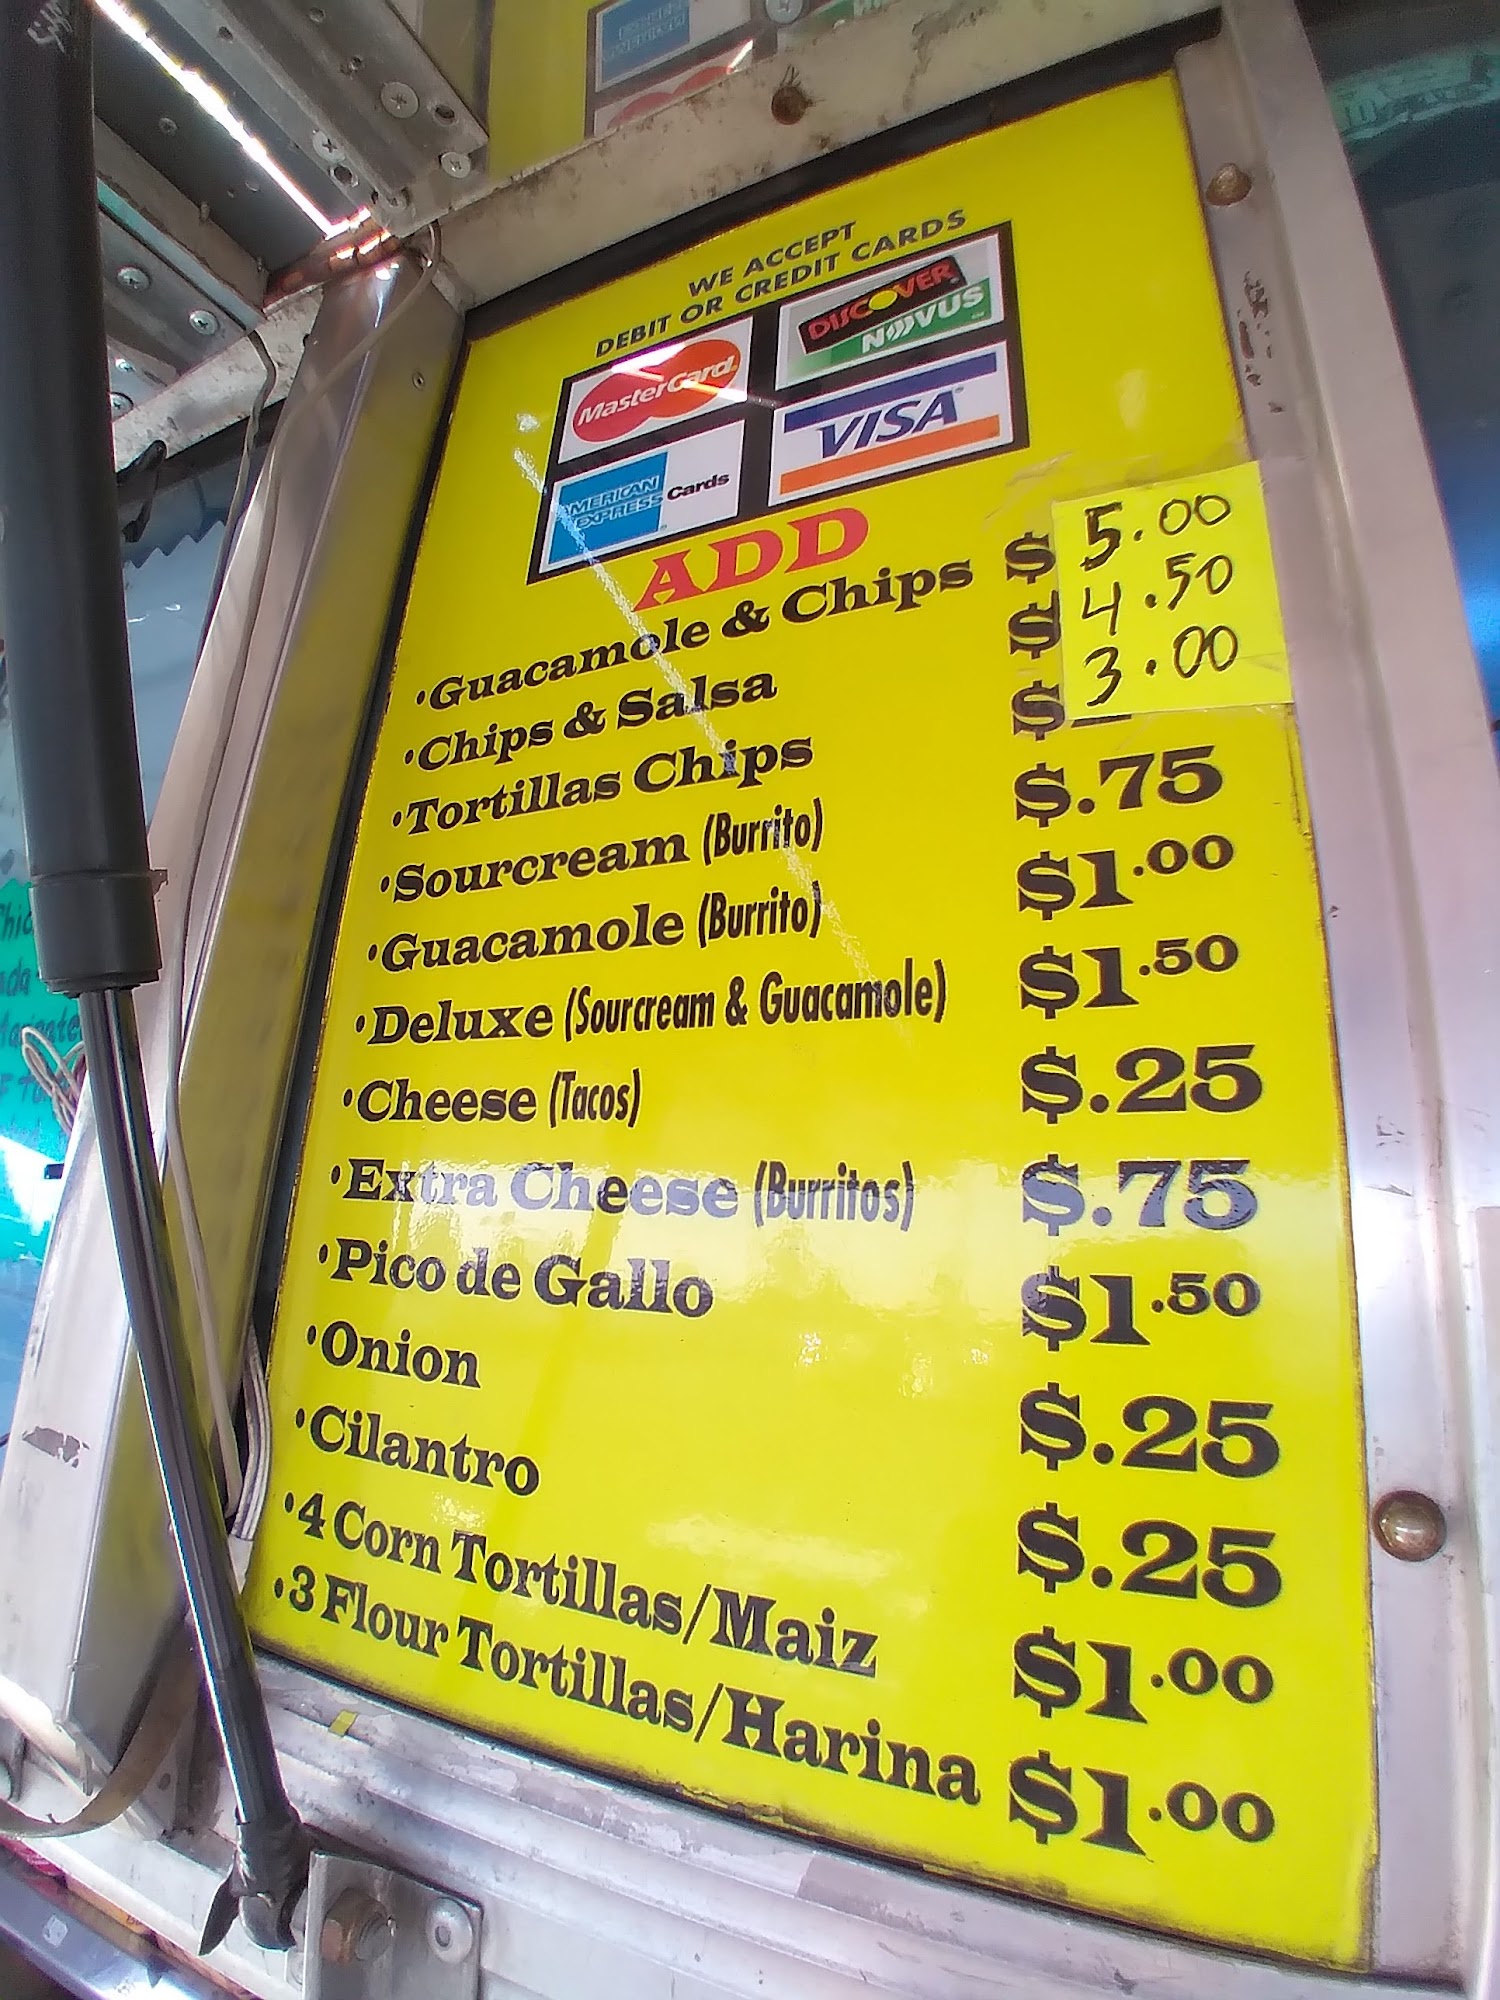 WE ACCEPT
DEBIT OR CREDIT CARDS
MasterCard
DISCOVER
NOVUS
AMERICAN EXPRESS Cards
VISA
ADD
•Guacamole & Chips $ 5.00
•Chips & Salsa $ 4.50
•Tortillas Chips $ 3.00
•Sourcream (Burrito) $.75
•Guacamole (Burrito) $1.00
•Deluxe (Sourcream & Guacamole) $1.50
•Cheese (Tacos) $.25
•Extra Cheese (Burritos) $.75
•Pico de Gallo $1.50
•Onion $.25
•Cilantro $.25
•4 Corn Tortillas/Maiz $1.00
•3 Flour Tortillas/Harina $1.00